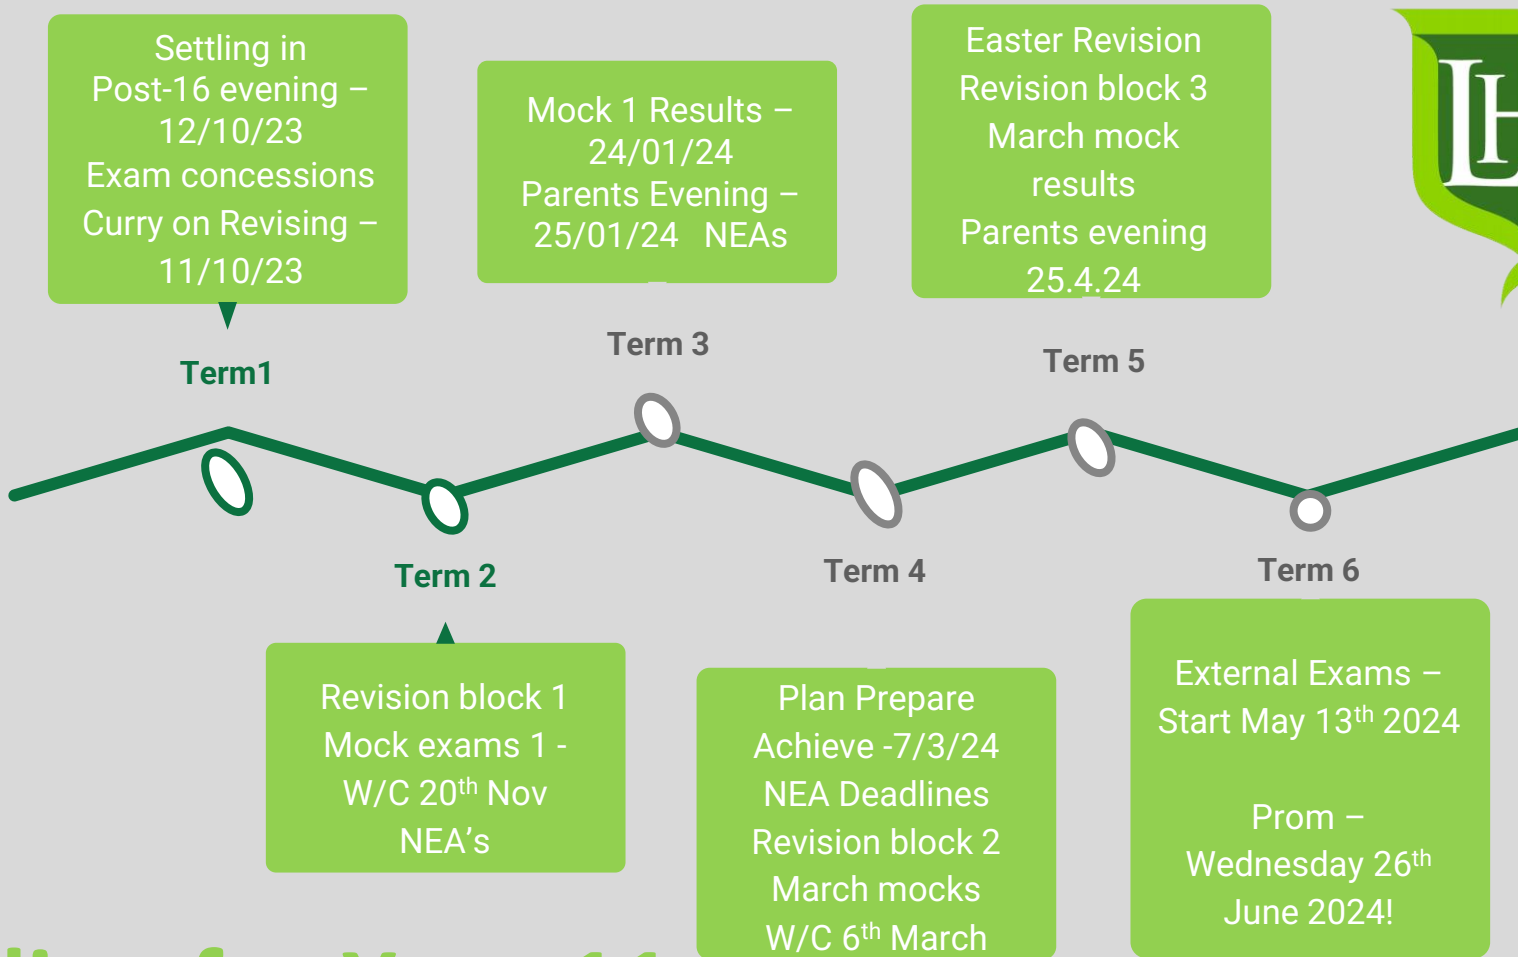 Settling in
Post-16 evening –
12/10/23
Exam concessions
Curry on Revising –
11/10/23
Term1
Revision block 1
Mock exams 1 -
W/C 20th Nov
NEA’s
Term 2
Mock 1 Results –
24/01/24
Parents Evening –
25/01/24 NEAs
Term 3
Term 4
Plan Prepare
Achieve -7/3/24
NEA Deadlines
Revision block 2
March mocks
W/C 6th March
Easter Revision
Revision block 3
March mock
results
Parents evening
25.4.24
Term 5
Term 6
External Exams –
Start May 13th 2024
Prom –
Wednesday 26th
June 2024!
LH